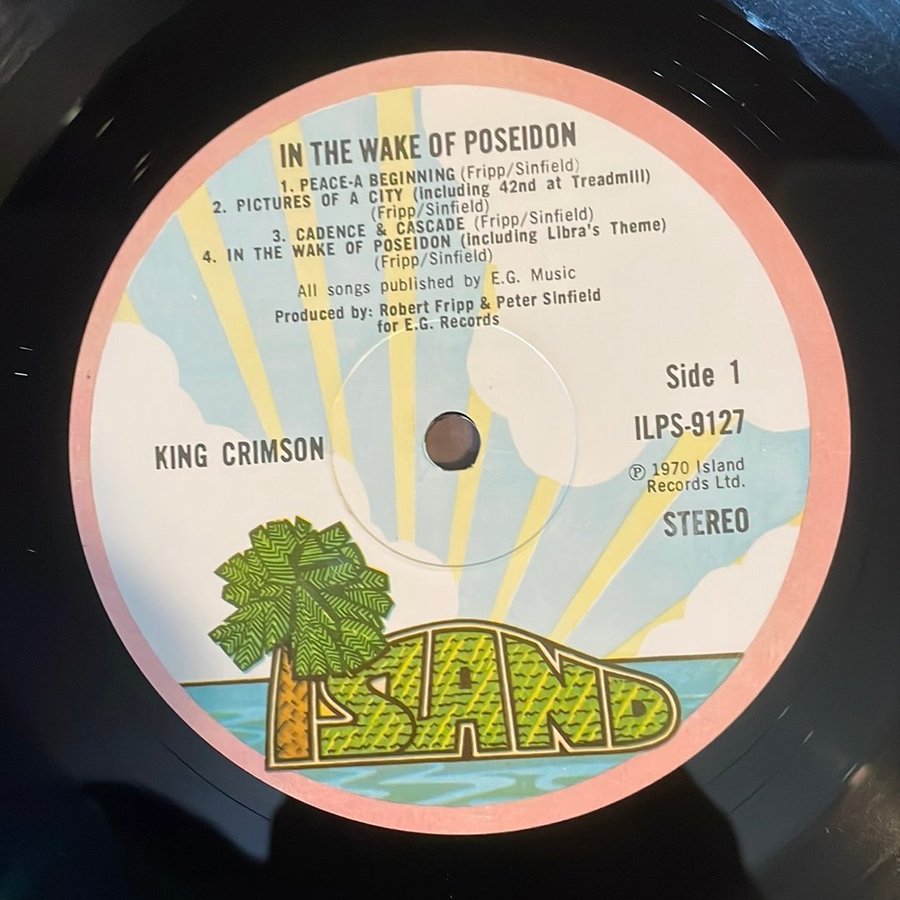 IN THE WAKE OF POSEIDON
1. PEACE-A BEGINNING (Fripp/Sinfield)
2. PICTURES OF A CITY (including 42nd at Treadmill)
(Fripp/Sinfield)
3. CADENCE & CASCADE (Fripp/Sinfield)
4. IN THE WAKE OF POSEIDON (including Libra's Theme)
(Fripp/Sinfield)
All songs published by E.G. Music
Produced by: Robert Fripp & Peter Sinfield
for E.G. Records
Side 1
ILPS-9127
KING CRIMSON
℗ 1970 Island
Records Ltd.
STEREO
ISLAND